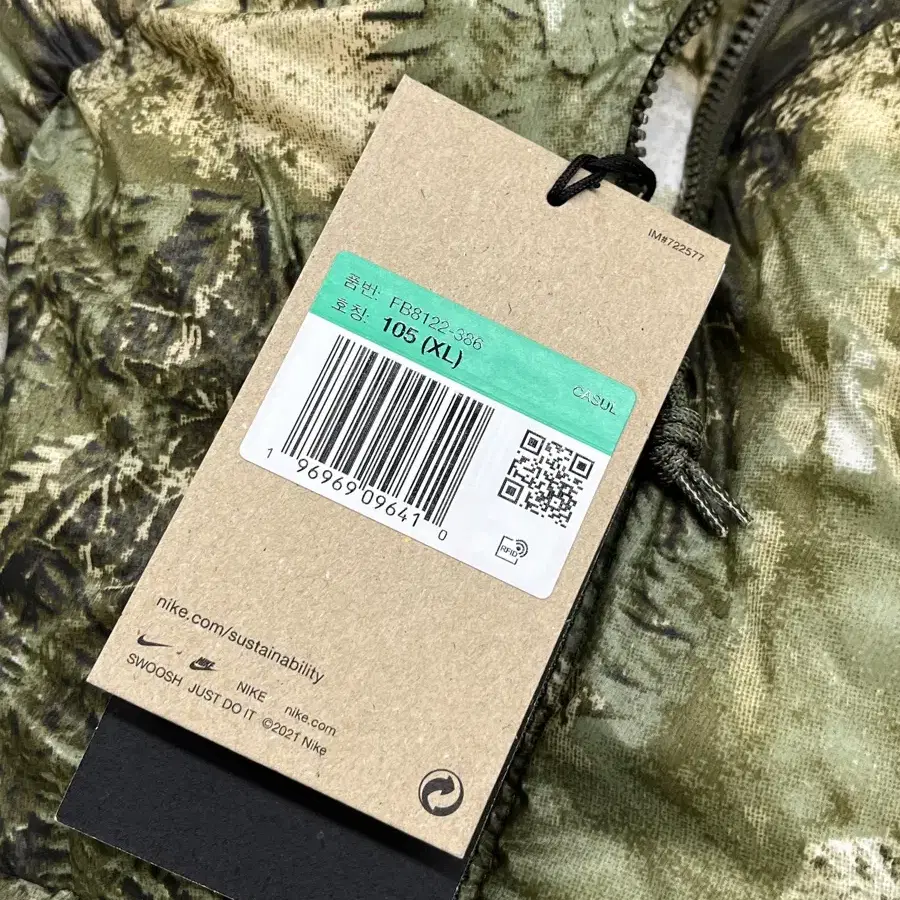 IM#722577
품번: FB8122-386
호칭: 105 (XL)
CASUL
1 96969 09641 0
RFID
nike.com/sustainability
NIKE nike.com
SWOOSH JUST DO IT ©2021 Nike